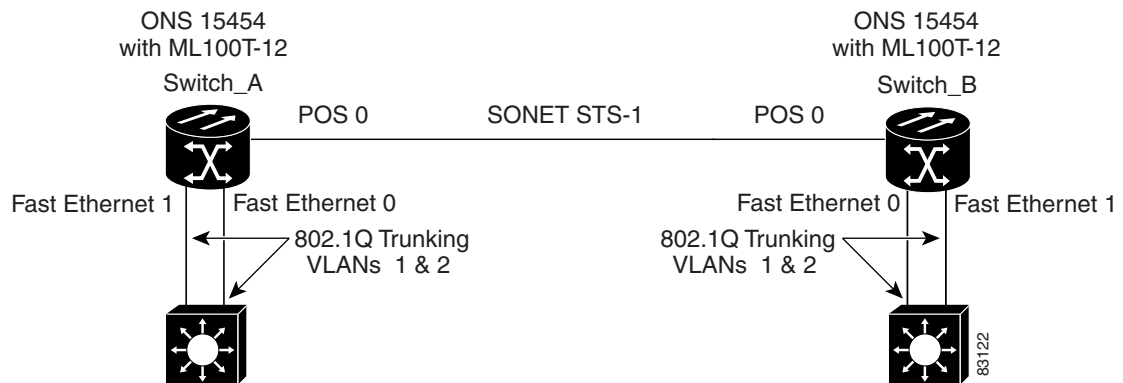 ONS 15454
with ML100T-12
Switch_A
ONS 15454
with ML100T-12
Switch_B
POS 0
SONET STS-1
POS 0
Fast Ethernet 1
Fast Ethernet 0
Fast Ethernet 0
Fast Ethernet 1
802.1Q Trunking
VLANs 1 & 2
802.1Q Trunking
VLANs 1 & 2
83122